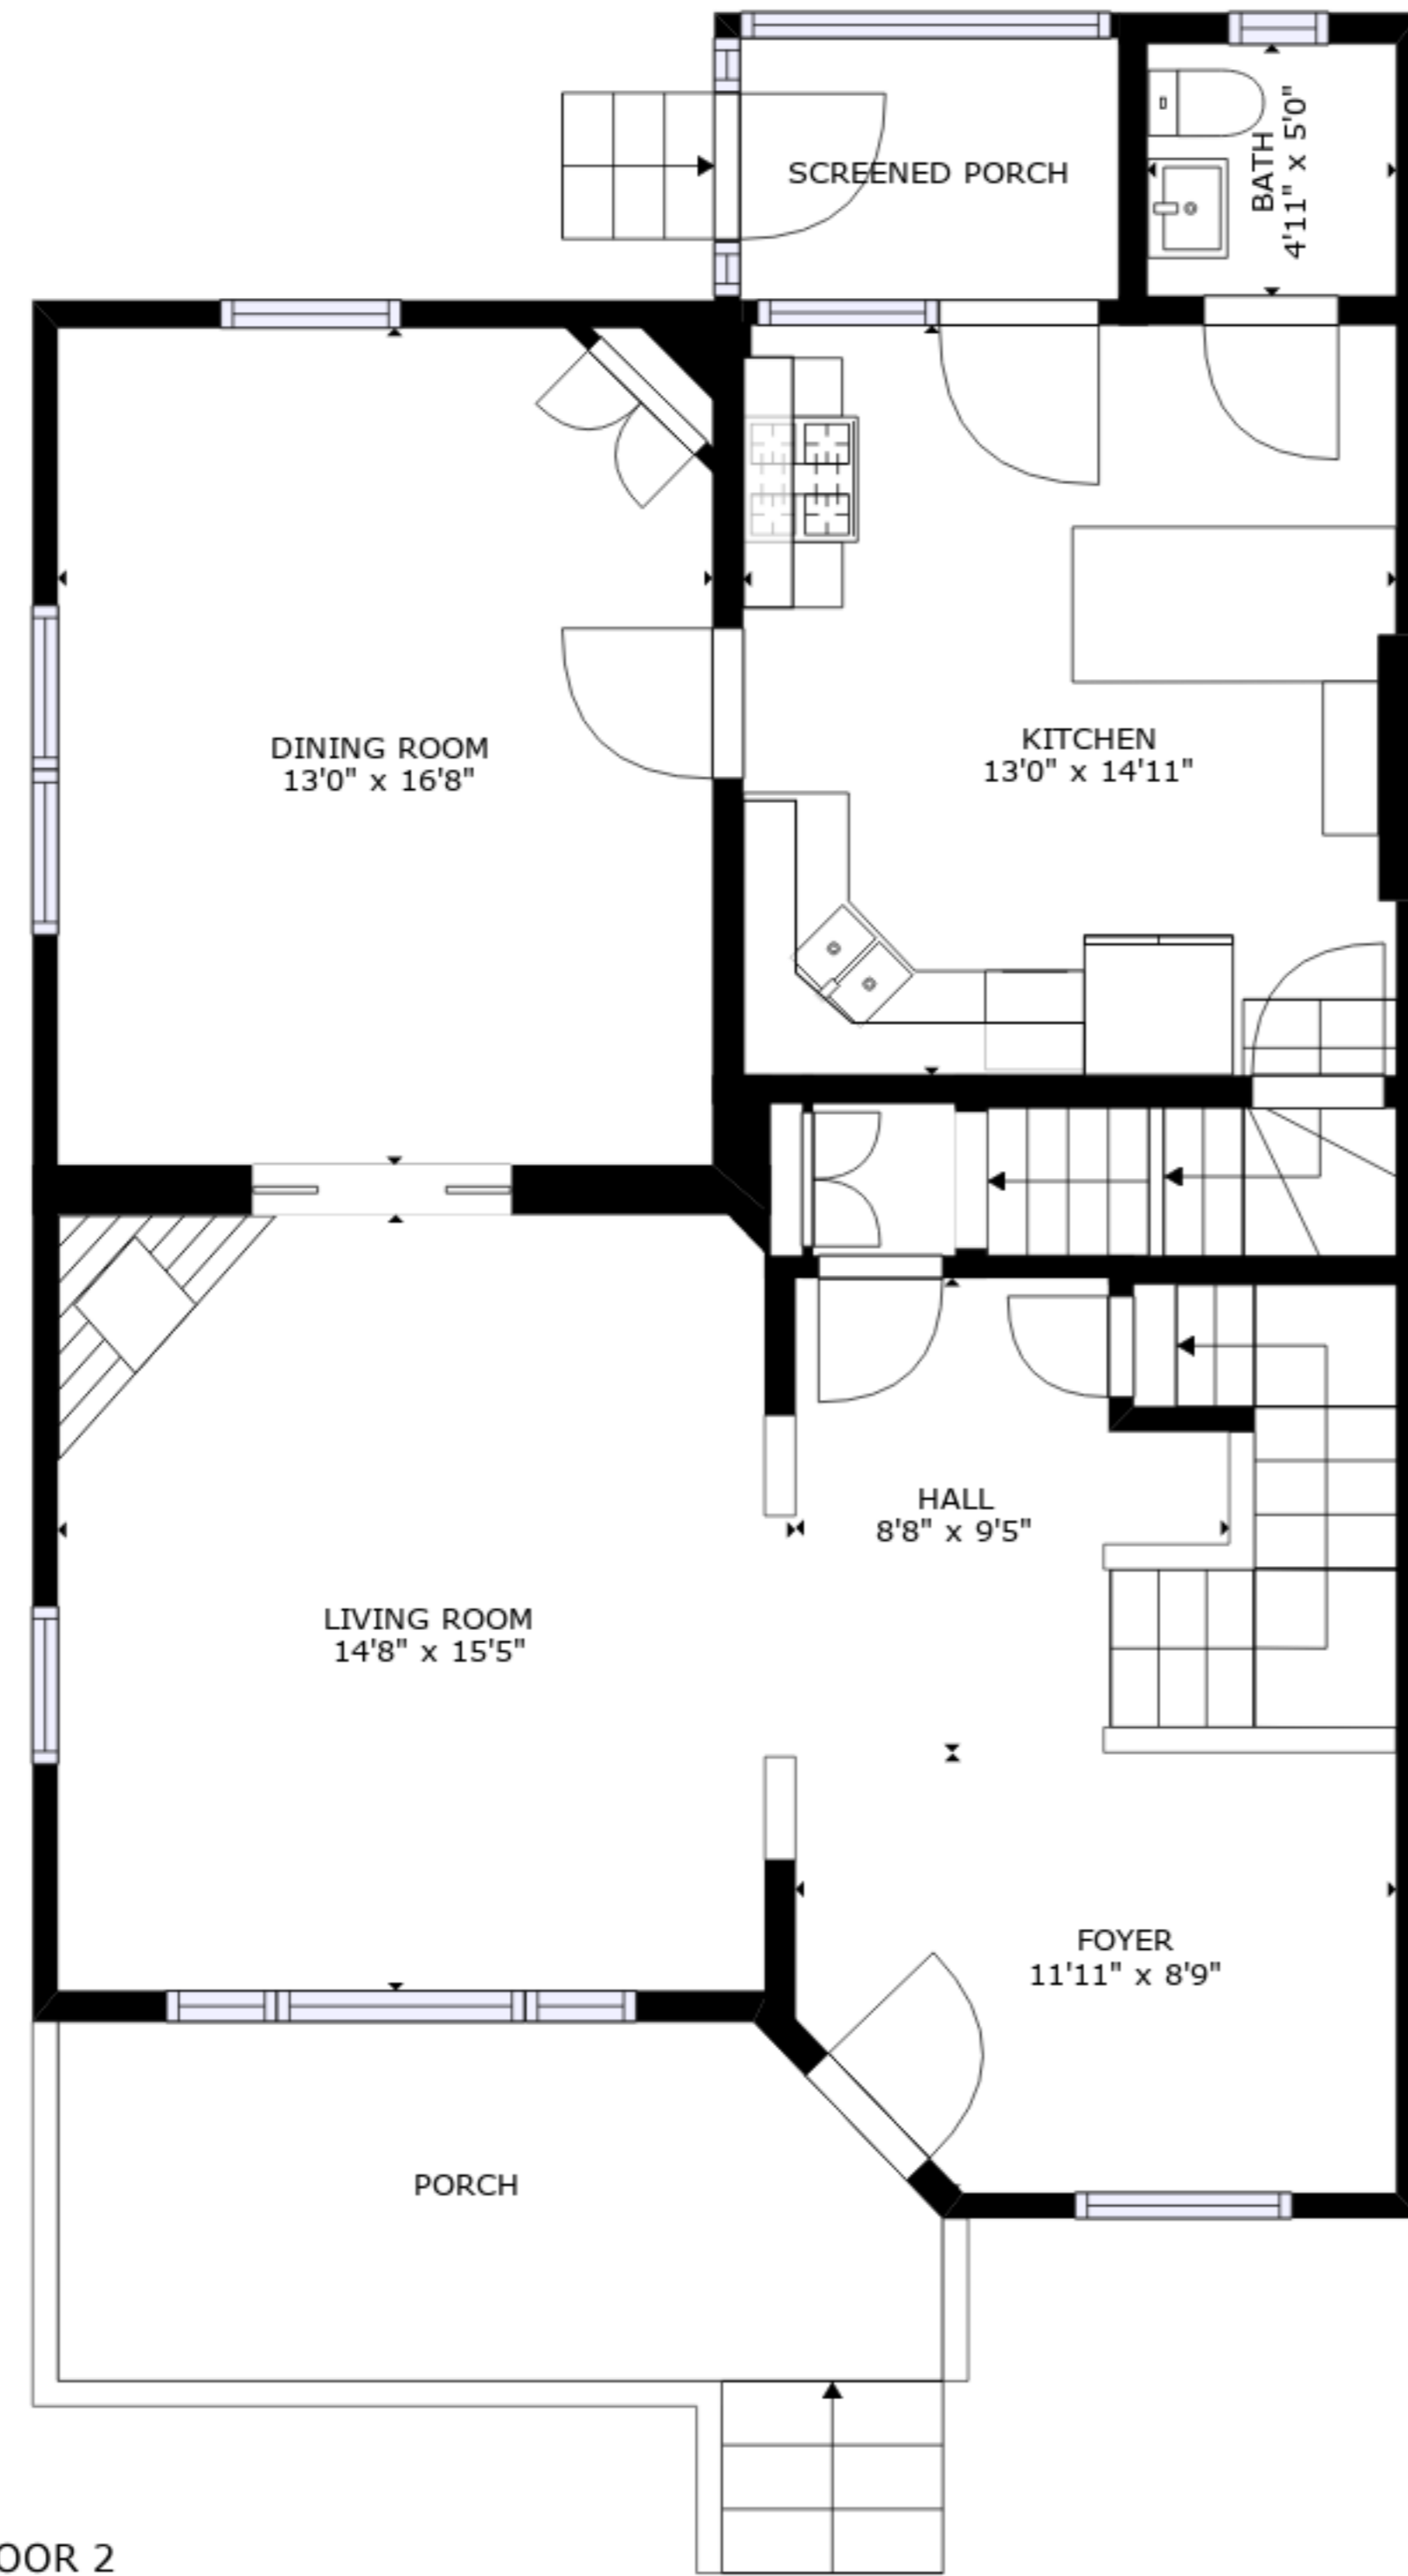 SCREENED PORCH
BATH
4'11" x 5'0"
DINING ROOM
13'0" x 16'8"
KITCHEN
13'0" x 14'11"
HALL
8'8" x 9'5"
LIVING ROOM
14'8" x 15'5"
FOYER
11'11" x 8'9"
PORCH
OOR 2